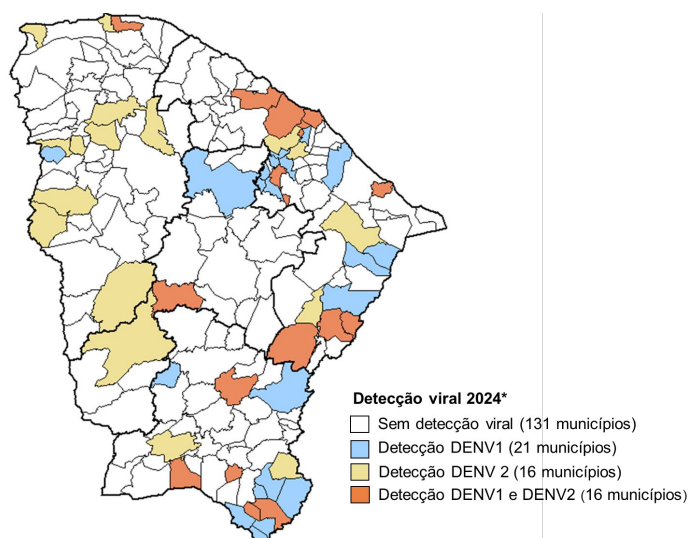 Detecção viral 2024*
Sem detecção viral (131 municípios)
Detecção DENV1 (21 municípios)
Detecção DENV 2 (16 municípios)
Detecção DENV1 e DENV2 (16 municípios)